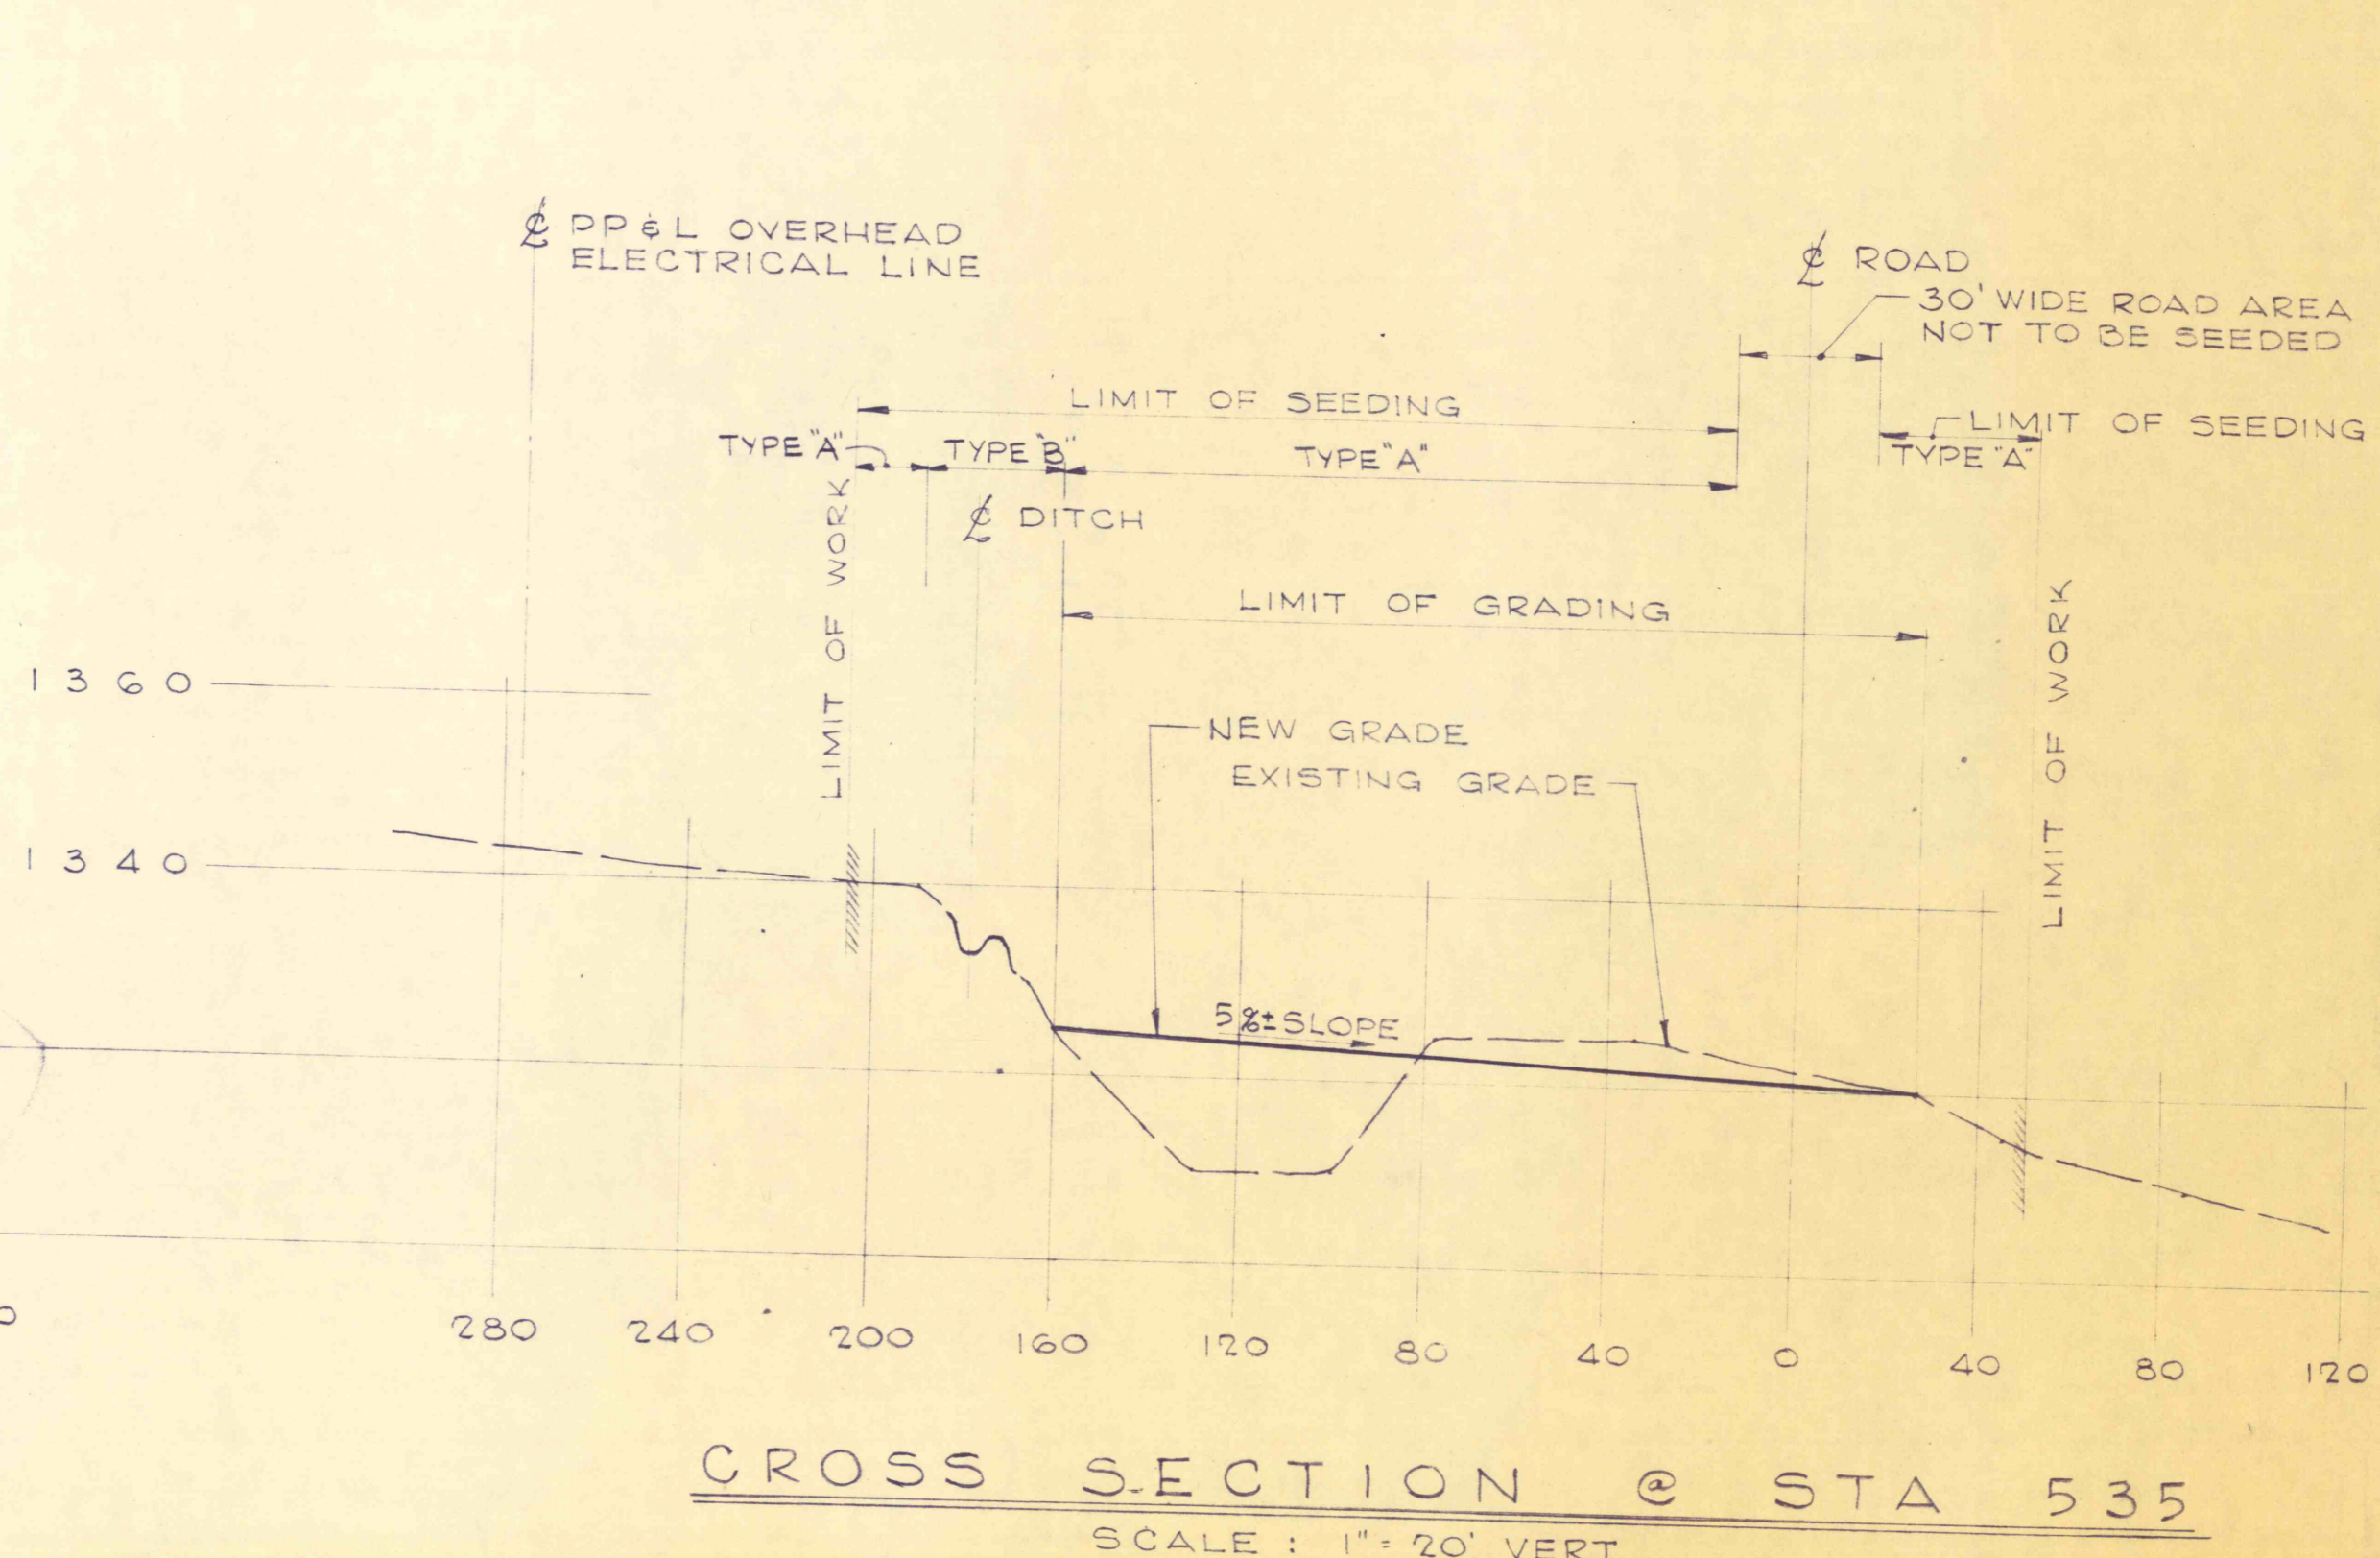 ℄ PP&L OVERHEAD
ELECTRICAL LINE
℄ ROAD
30' WIDE ROAD AREA
NOT TO BE SEEDED
LIMIT OF SEEDING
LIMIT OF SEEDING
TYPE "A"
TYPE "B"
TYPE "A"
TYPE "A"
℄ DITCH
LIMIT OF WORK
LIMIT OF GRADING
LIMIT OF WORK
1360
NEW GRADE
EXISTING GRADE
1340
5%± SLOPE
280 240 200 160 120 80 40 0 40 80 120
CROSS SECTION @ STA 535
SCALE : 1" = 20' VERT